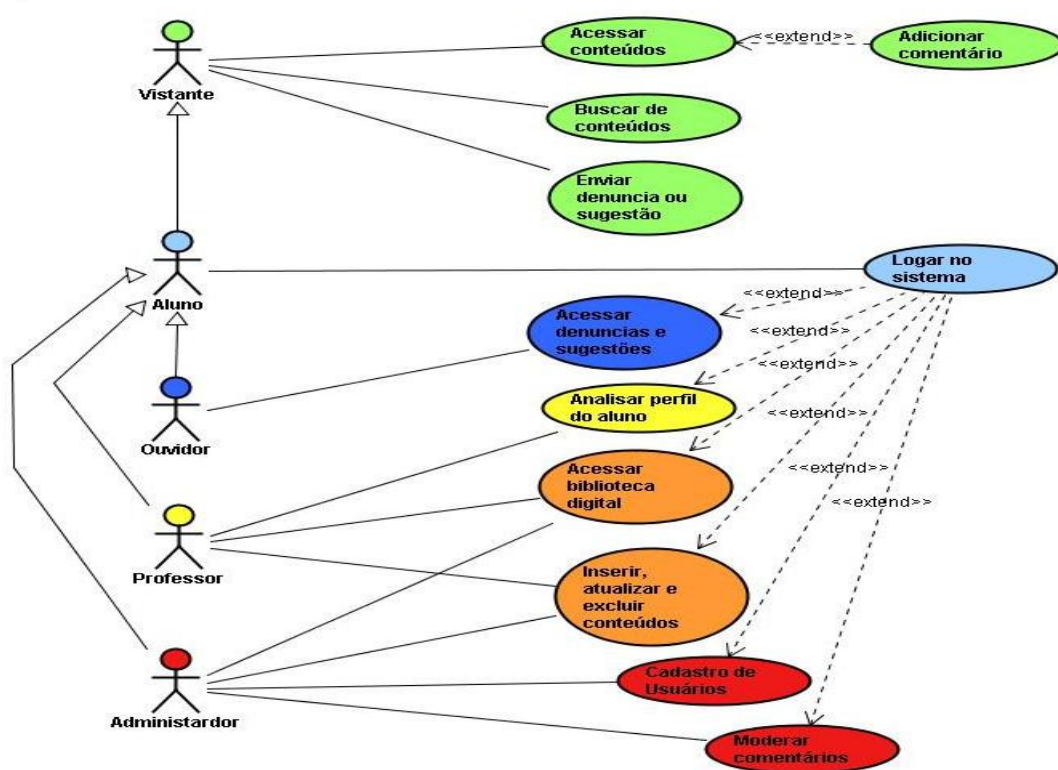 Acessar
conteúdos
<<extend>>
Adicionar
comentário
Vistante
Buscar de
conteúdos
Enviar
denuncia ou
sugestão
Logar no
sistema
Aluno
<<extend>>
Acessar
denuncias e
sugestões
<<extend>>
<<extend>>
Analisar perfil
do aluno
<<extend>>
Ouvidor
Acessar
biblioteca
digital
<<extend>>
<<extend>>
Professor
Inserir,
atualizar e
excluir
conteúdos
Cadastro de
Usuários
Administardor
Moderar
comentários